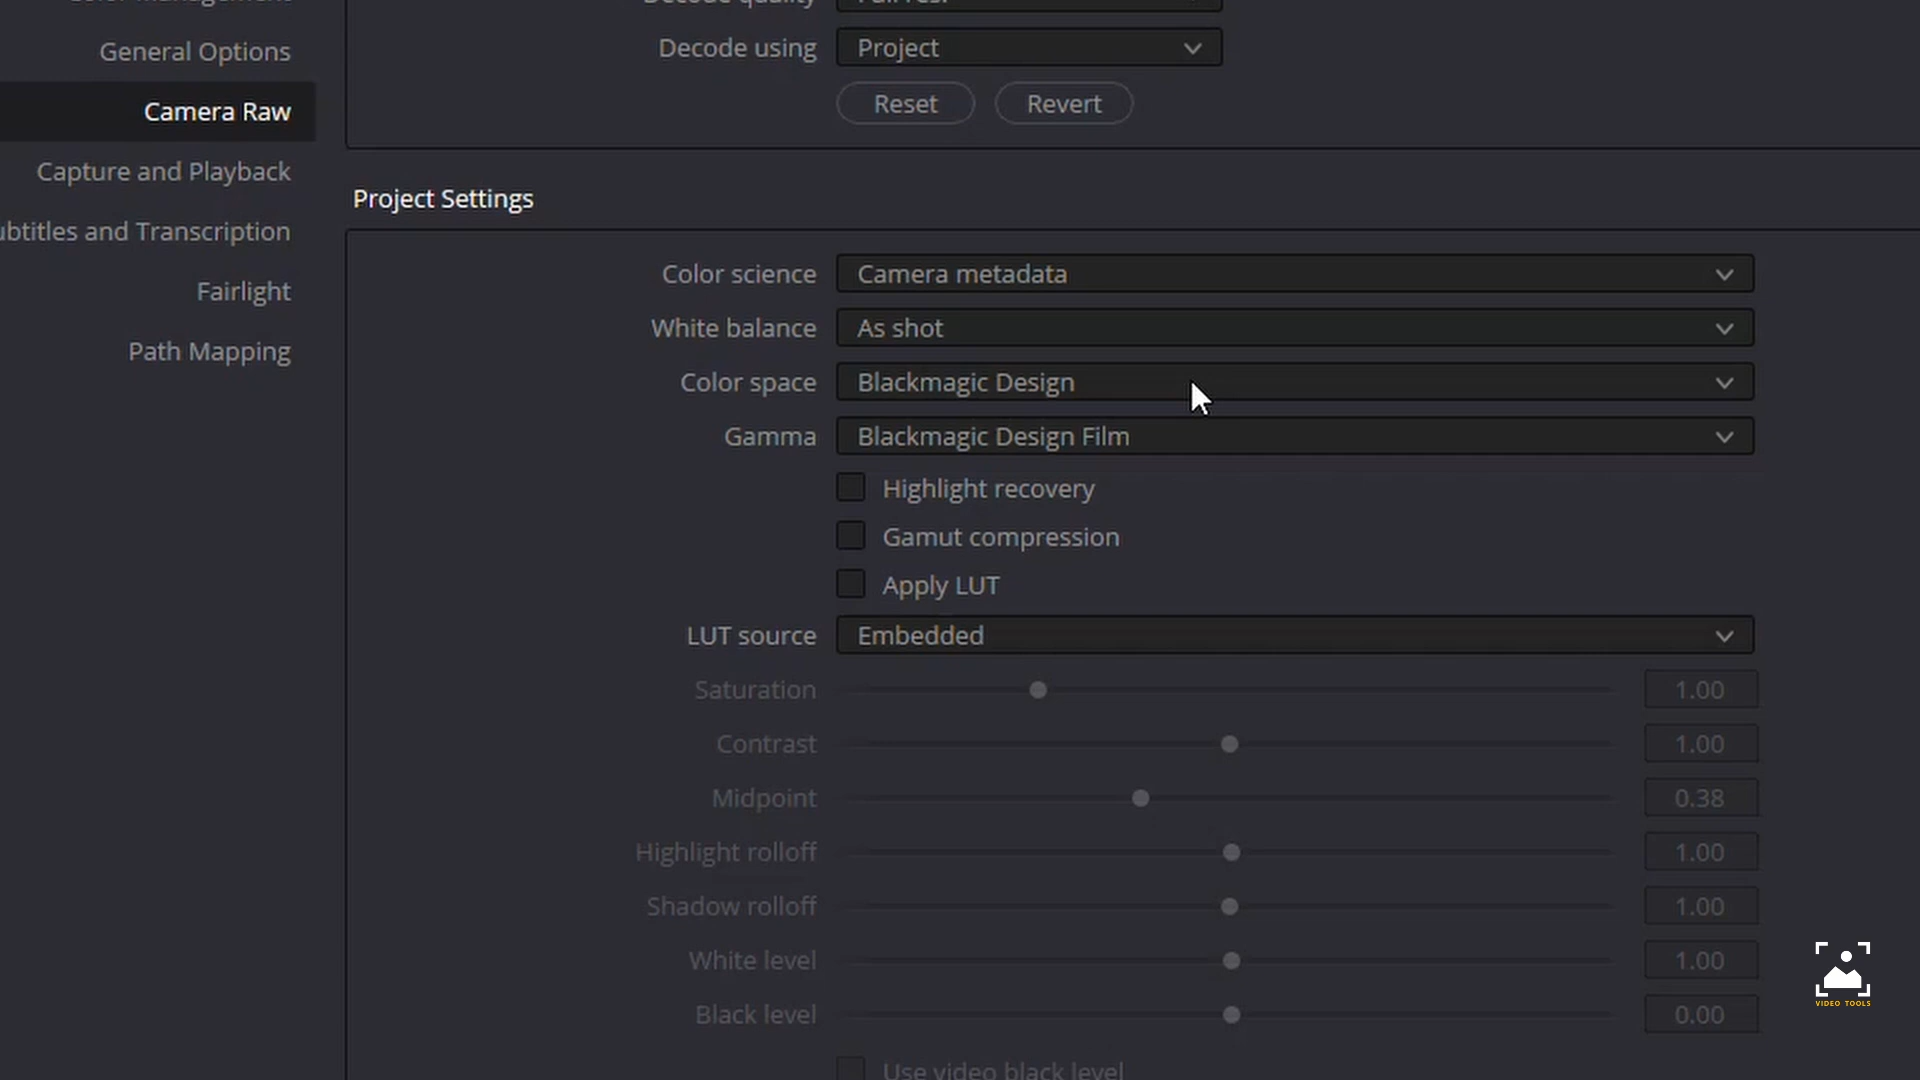 General Options
Camera Raw
Capture and Playback
ubtitles and Transcription
Fairlight
Path Mapping
Decode quality
Decode using Project
Reset Revert
Project Settings
Color science Camera metadata
White balance As shot
Color space Blackmagic Design
Gamma Blackmagic Design Film
Highlight recovery
Gamut compression
Apply LUT
LUT source Embedded
Saturation 1.00
Contrast 1.00
Midpoint 0.38
Highlight rolloff 1.00
Shadow rolloff 1.00
White level 1.00
Black level 0.00
Use video black level
VIDEO TOOLS